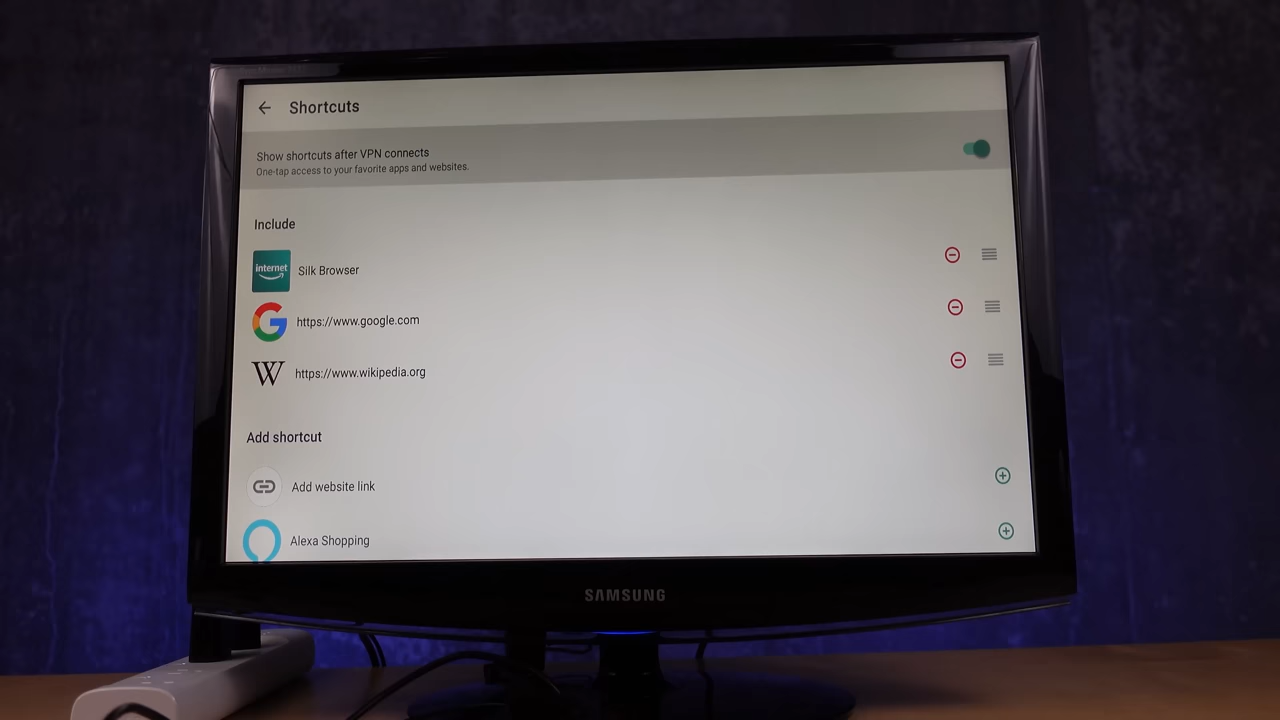 Shortcuts
Show shortcuts after VPN connects
One-tap access to your favorite apps and websites.
Include
internet
Silk Browser
https://www.google.com
W
https://www.wikipedia.org
Add shortcut
Add website link
Alexa Shopping
SAMSUNG